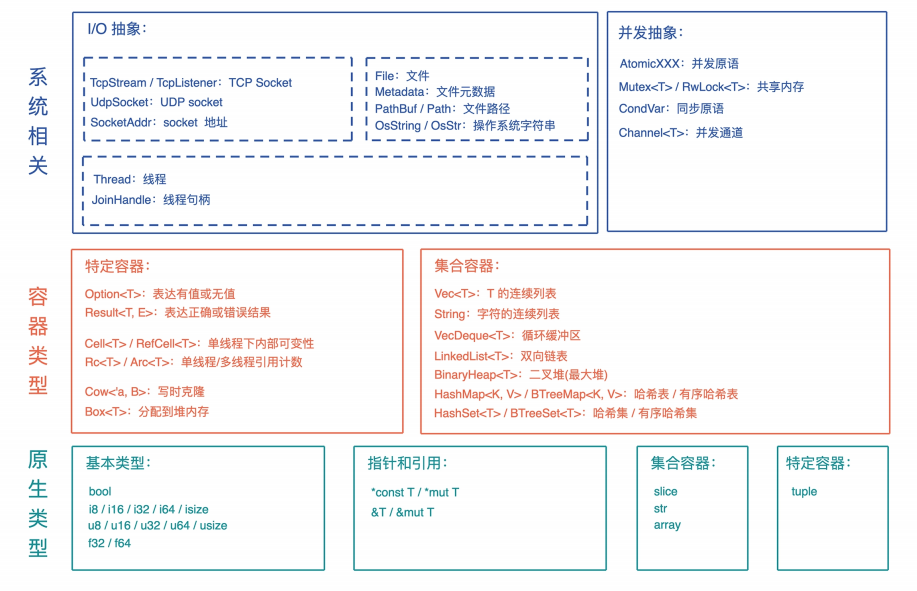 系统相关
I/O 抽象：
TcpStream / TcpListener：TCP Socket
UdpSocket：UDP socket
SocketAddr：socket 地址
File：文件
Metadata：文件元数据
PathBuf / Path：文件路径
OsString / OsStr：操作系统字符串
Thread：线程
JoinHandle：线程句柄
并发抽象：
AtomicXXX：并发原语
Mutex<T> / RwLock<T>：共享内存
CondVar：同步原语
Channel<T>：并发通道
容器类型
特定容器：
Option<T>：表达有值或无值
Result<T, E>：表达正确或错误结果
Cell<T> / RefCell<T>：单线程下内部可变性
Rc<T> / Arc<T>：单线程/多线程引用计数
Cow<'a, B>：写时克隆
Box<T>：分配到堆内存
集合容器：
Vec<T>：T 的连续列表
String：字符的连续列表
VecDeque<T>：循环缓冲区
LinkedList<T>：双向链表
BinaryHeap<T>：二叉堆(最大堆)
HashMap<K, V> / BTreeMap<K, V>：哈希表 / 有序哈希表
HashSet<T> / BTreeSet<T>：哈希集 / 有序哈希集
原生类型
基本类型：
bool
i8 / i16 / i32 / i64 / isize
u8 / u16 / u32 / u64 / usize
f32 / f64
指针和引用：
*const T / *mut T
&T / &mut T
集合容器：
slice
str
array
特定容器：
tuple